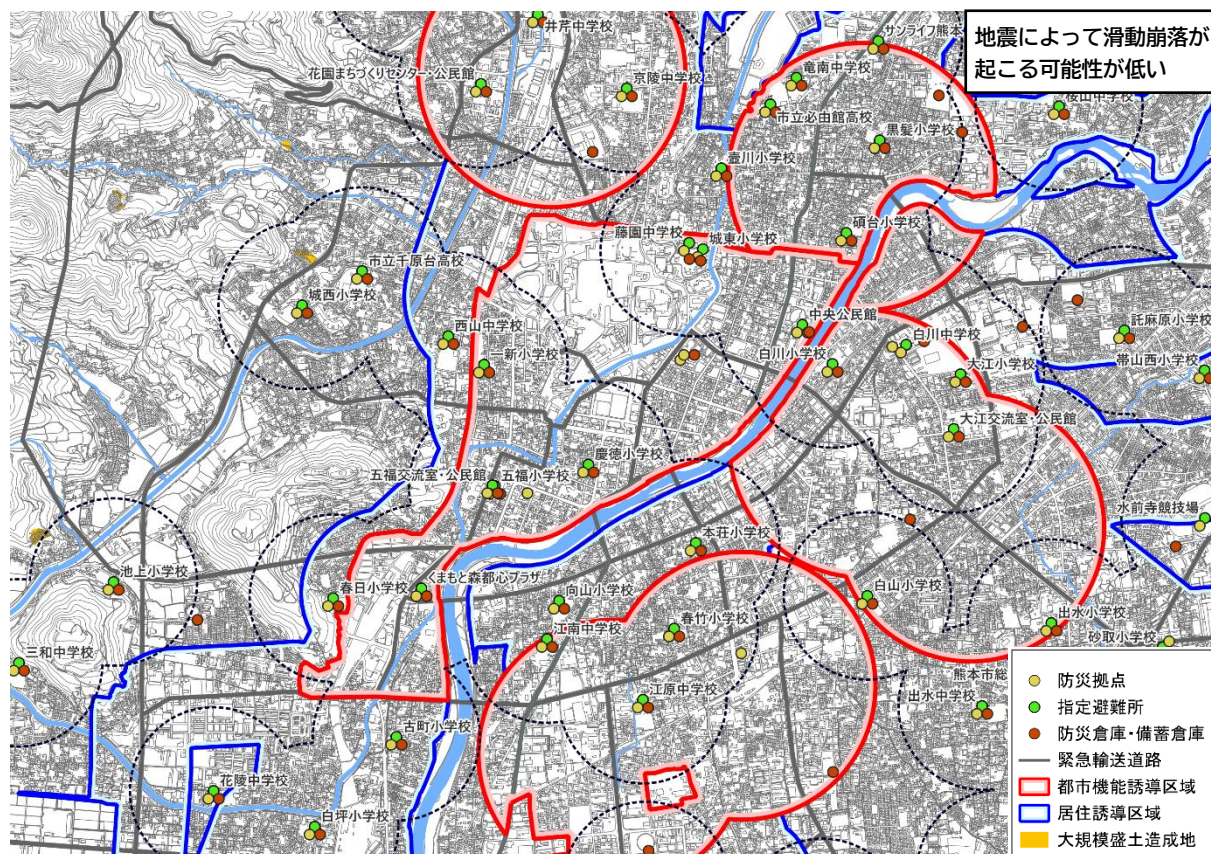 地震によって滑動崩落が
起こる可能性が低い
井芹中学校
サンライフ熊本
花園まちづくりセンター・公民館
京陵中学校
竜南中学校
市立必由館高校
桜山中学校
黒髪小学校
壺川小学校
碩台小学校
藤園中学校
城東小学校
市立千原台高校
城西小学校
西山中学校
一新小学校
中央公民館
白川小学校
白川中学校
大江小学校
託麻原小学校
帯山西小学校
大江交流室・公民館
慶徳小学校
五福交流室・公民館
五福小学校
水前寺競技場
本荘小学校
池上小学校
春日小学校
くまもと森都心プラザ
向山小学校
白山小学校
江南中学校
春竹小学校
出水小学校
砂取小学校
三和中学校
江原中学校
出水中学校
熊本市総
古町小学校
花陵中学校
白坪小学校
防災拠点
指定避難所
防災倉庫・備蓄倉庫
緊急輸送道路
都市機能誘導区域
居住誘導区域
大規模盛土造成地